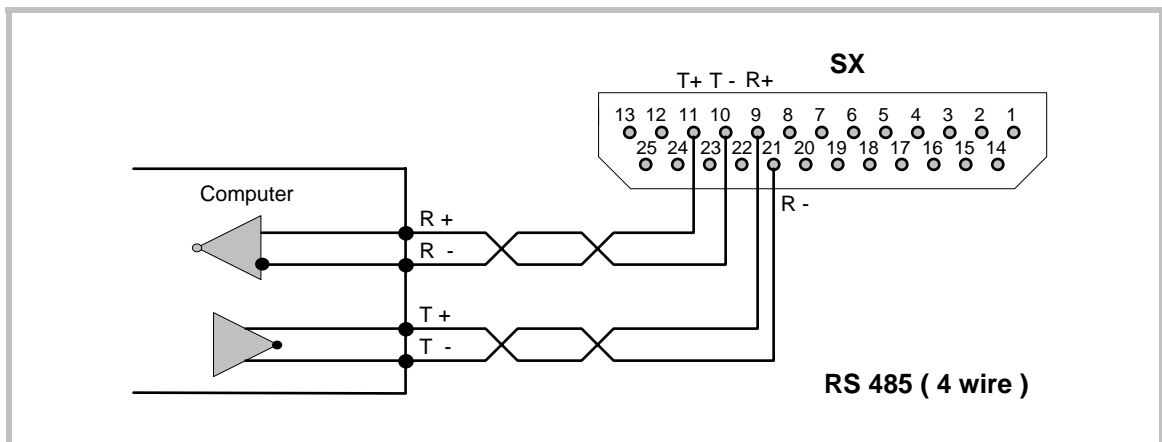 SX
T+ T - R+
13 12 11 10 9 8 7 6 5 4 3 2 1
25 24 23 22 21 20 19 18 17 16 15 14
R -
Computer
R +
R -
T +
T -
RS 485 ( 4 wire )